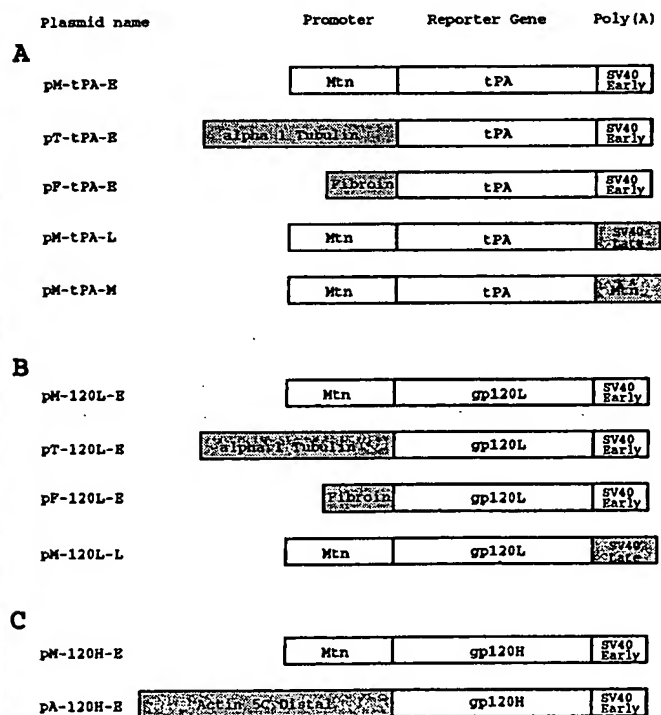 Plasmid name Promoter Reporter Gene Poly(A)
A
pM-tPA-E Mtn tPA SV40 Early
pT-tPA-E alpha 1 Tubulin tPA SV40 Early
pF-tPA-E Fibroin tPA SV40 Early
pM-tPA-L Mtn tPA SV40 Late
pM-tPA-M Mtn tPA Mtn
B
pM-120L-E Mtn gp120L SV40 Early
pT-120L-E alpha 1 Tubulin gp120L SV40 Early
pF-120L-E Fibroin gp120L SV40 Early
pM-120L-L Mtn gp120L SV40 Late
C
pM-120H-E Mtn gp120H SV40 Early
pA-120H-E Actin 5C Distal gp120H SV40 Early